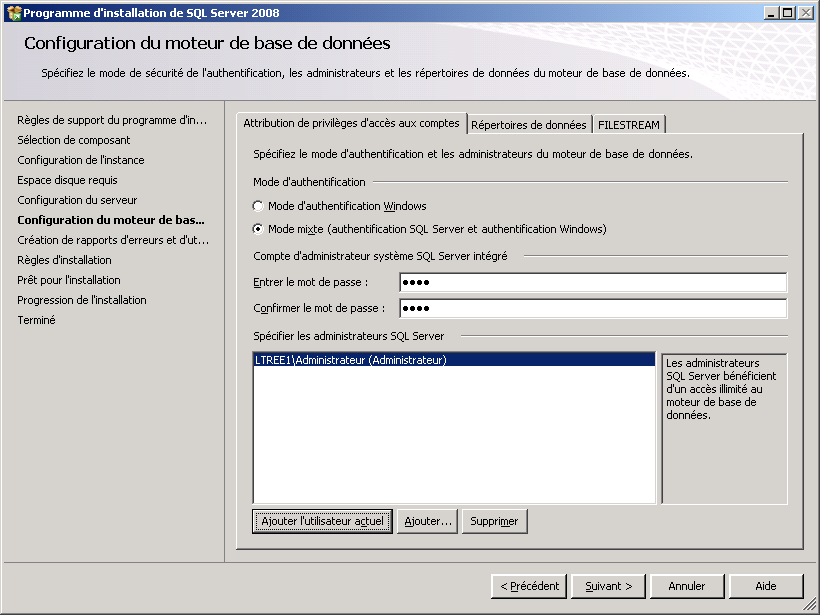 Programme d'installation de SQL Server 2008
Configuration du moteur de base de données
Spécifiez le mode de sécurité de l'authentification, les administrateurs et les répertoires de données du moteur de base de données.
Règles de support du programme d'in...
Sélection de composant
Configuration de l'instance
Espace disque requis
Configuration du serveur
Configuration du moteur de bas...
Création de rapports d'erreurs et d'ut...
Règles d'installation
Prêt pour l'installation
Progression de l'installation
Terminé
Attribution de privilèges d'accès aux comptes
Répertoires de données
FILESTREAM
Spécifiez le mode d'authentification et les administrateurs du moteur de base de données.
Mode d'authentification
Mode d'authentification Windows
Mode mixte (authentification SQL Server et authentification Windows)
Compte d'administrateur système SQL Server intégré
Entrer le mot de passe :
●●●●
Confirmer le mot de passe :
●●●●
Spécifier les administrateurs SQL Server
LTREE1\Administrateur (Administrateur)
Les administrateurs
SQL Server bénéficient
d'un accès illimité au
moteur de base de
données.
Ajouter l'utilisateur actuel
Ajouter...
Supprimer
< Précédent
Suivant >
Annuler
Aide